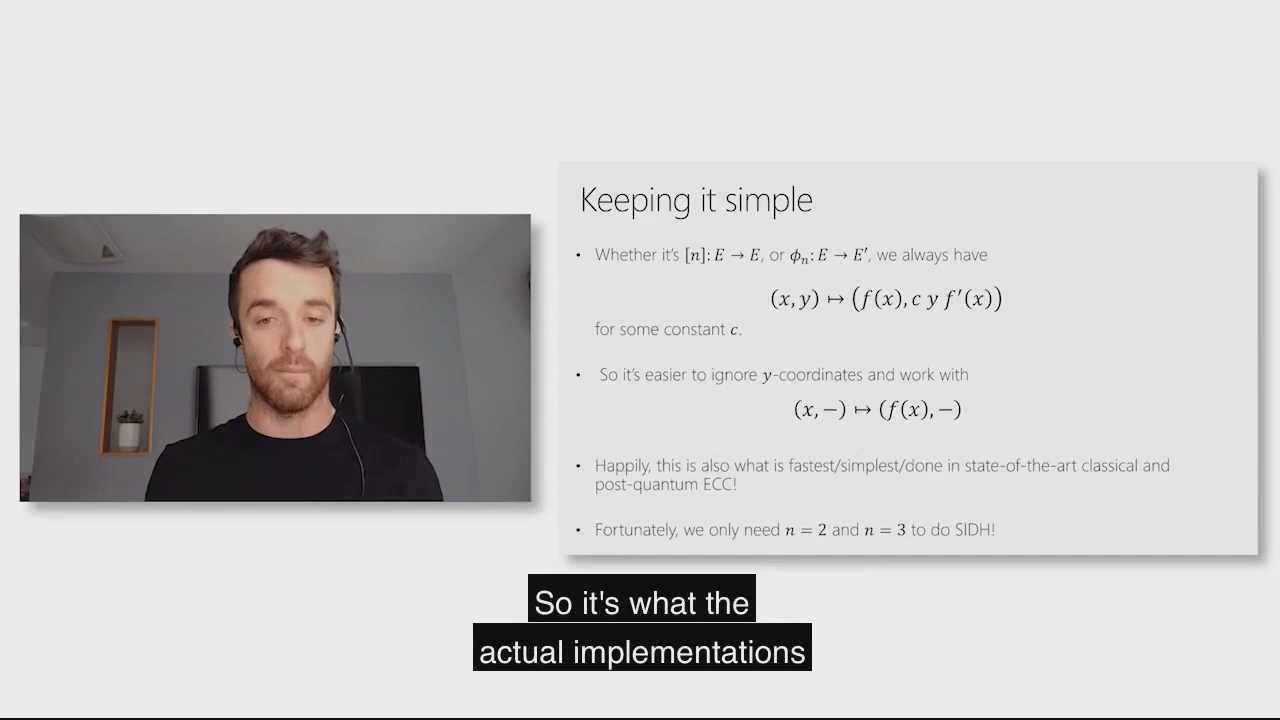 Keeping it simple
• Whether it's [n]: E → E, or ϕₙ: E → E′, we always have
(x, y) ↦ (f(x), c y f′(x))
for some constant c.
• So it's easier to ignore y-coordinates and work with
(x, −) ↦ (f(x), −)
• Happily, this is also what is fastest/simplest/done in state-of-the-art classical and
post-quantum ECC!
• Fortunately, we only need n = 2 and n = 3 to do SIDH!
So it's what the
actual implementations